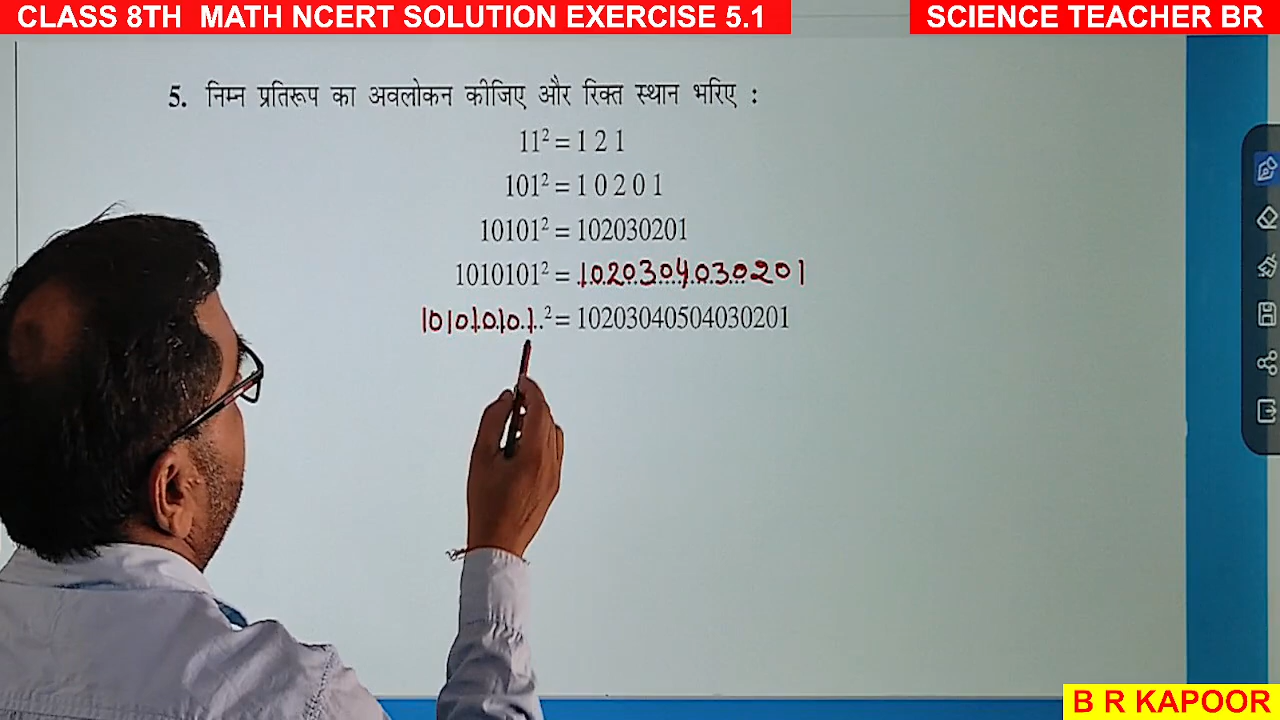 CLASS 8TH MATH NCERT SOLUTION EXERCISE 5.1
SCIENCE TEACHER BR
5. निम्न प्रतिरूप का अवलोकन कीजिए और रिक्त स्थान भरिए :
11² = 1 2 1
101² = 1 0 2 0 1
10101² = 102030201
1010101² = 1020304030201
101010101² = 10203040504030201
B R KAPOOR